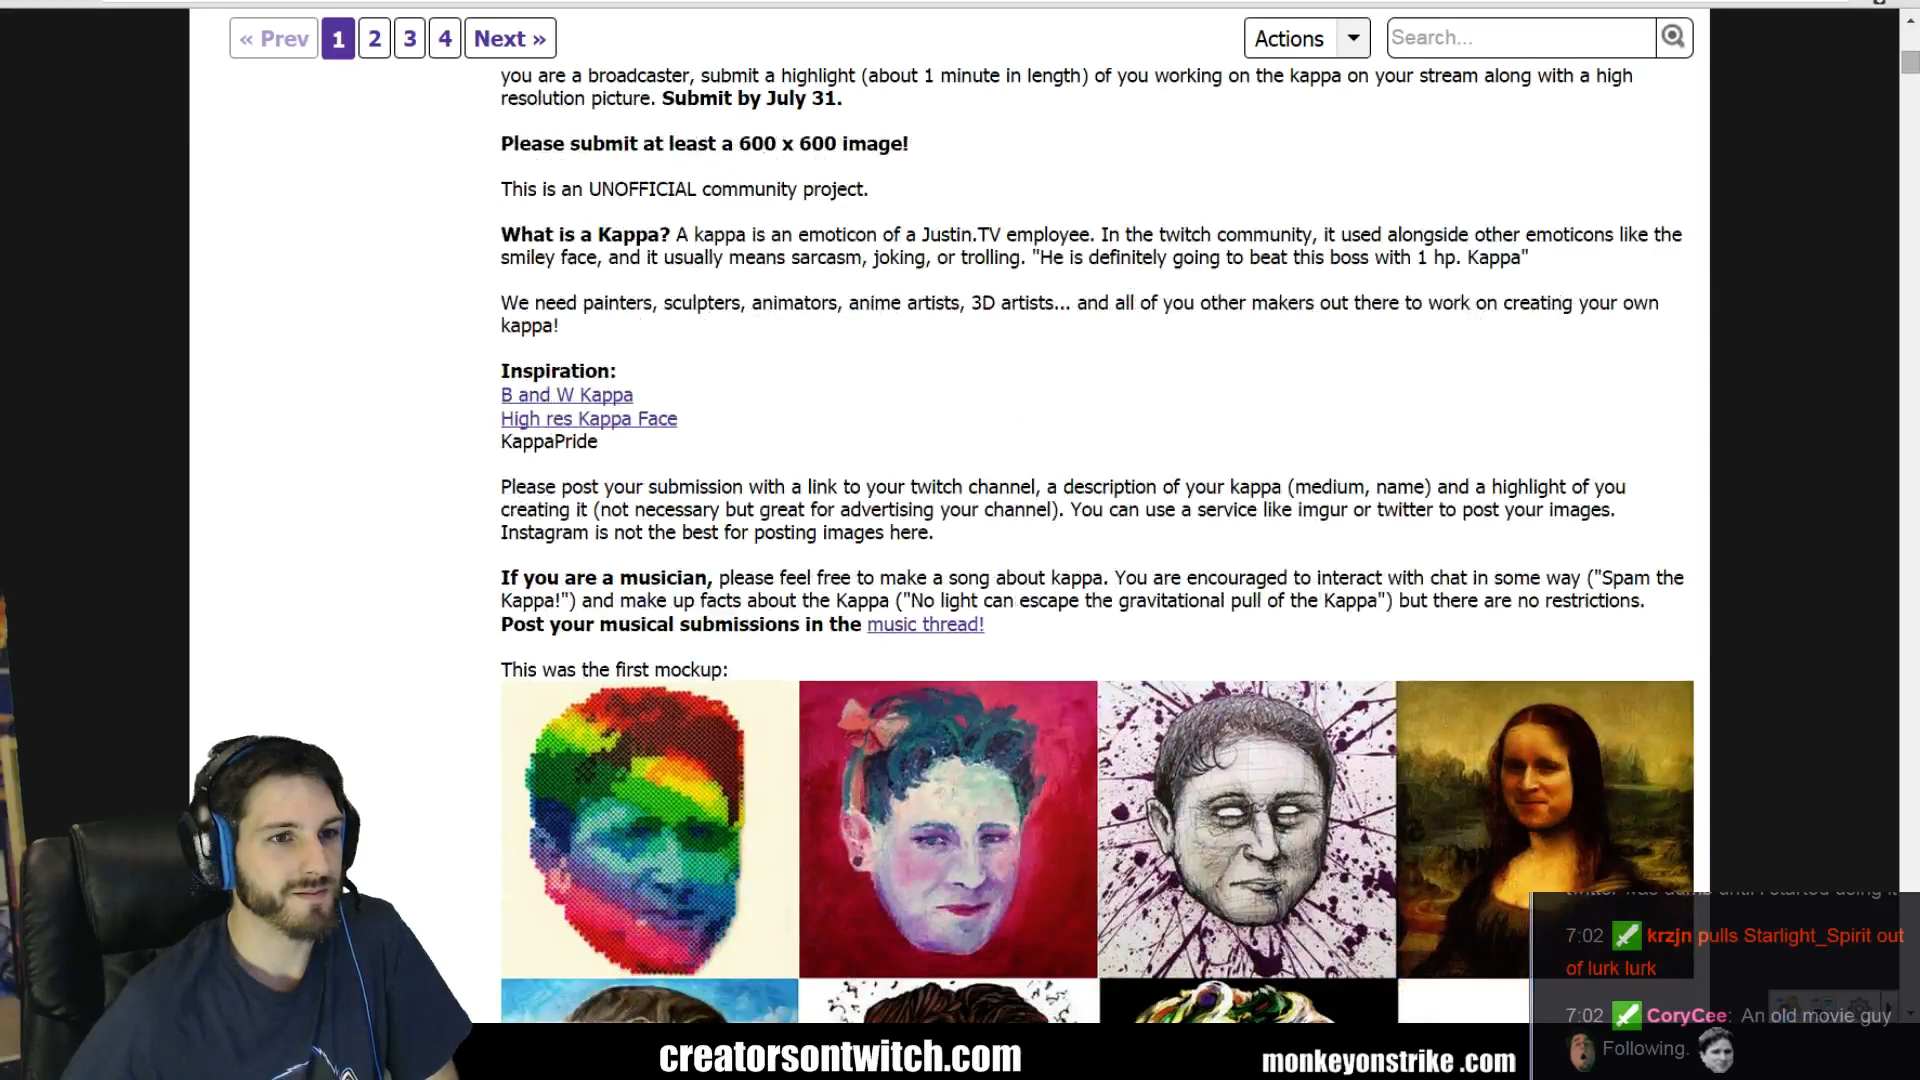 « Prev 1 2 3 4 Next » Actions Search...
you are a broadcaster, submit a highlight (about 1 minute in length) of you working on the kappa on your stream along with a high
resolution picture. Submit by July 31.
Please submit at least a 600 x 600 image!
This is an UNOFFICIAL community project.
What is a Kappa? A kappa is an emoticon of a Justin.TV employee. In the twitch community, it used alongside other emoticons like the
smiley face, and it usually means sarcasm, joking, or trolling. "He is definitely going to beat this boss with 1 hp. Kappa"
We need painters, sculpters, animators, anime artists, 3D artists... and all of you other makers out there to work on creating your own
kappa!
Inspiration:
B and W Kappa
High res Kappa Face
KappaPride
Please post your submission with a link to your twitch channel, a description of your kappa (medium, name) and a highlight of you
creating it (not necessary but great for advertising your channel). You can use a service like imgur or twitter to post your images.
Instagram is not the best for posting images here.
If you are a musician, please feel free to make a song about kappa. You are encouraged to interact with chat in some way ("Spam the
Kappa!") and make up facts about the Kappa ("No light can escape the gravitational pull of the Kappa") but there are no restrictions.
Post your musical submissions in the music thread!
This was the first mockup:
twitter was dumb until I started doing it
7:02 krzjn pulls Starlight_Spirit out
of lurk lurk
7:02 CoryCee: An old movie guy
Following.
creatorsontwitch.com
monkeyonstrike .com